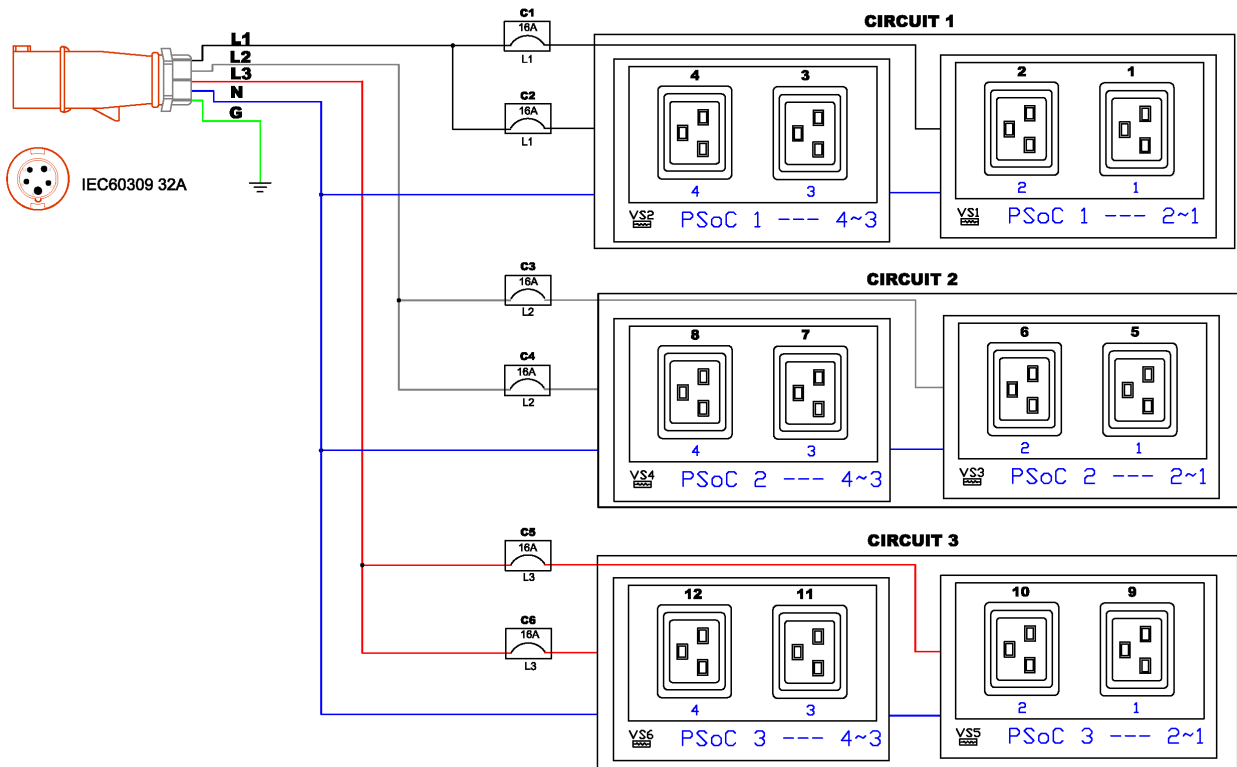 L1
L2
L3
N
G
IEC60309 32A
C1
16A
L1
C2
16A
L1
CIRCUIT 1
4 3
4 3
VS2 PSoC 1 --- 4~3
2 1
2 1
VS1 PSoC 1 --- 2~1
C3
16A
L2
C4
16A
L2
CIRCUIT 2
8 7
4 3
VS4 PSoC 2 --- 4~3
6 5
2 1
VS3 PSoC 2 --- 2~1
C5
16A
L3
C6
16A
L3
CIRCUIT 3
12 11
4 3
VS6 PSoC 3 --- 4~3
10 9
2 1
VS5 PSoC 3 --- 2~1